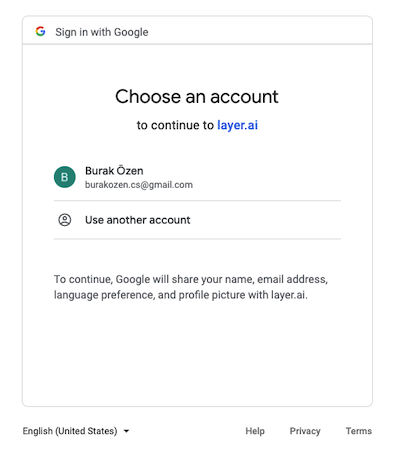 Sign in with Google
Choose an account
to continue to layer.ai
B
Burak Özen
burakozen.cs@gmail.com
Use another account
To continue, Google will share your name, email address,
language preference, and profile picture with layer.ai.
English (United States)
Help
Privacy
Terms